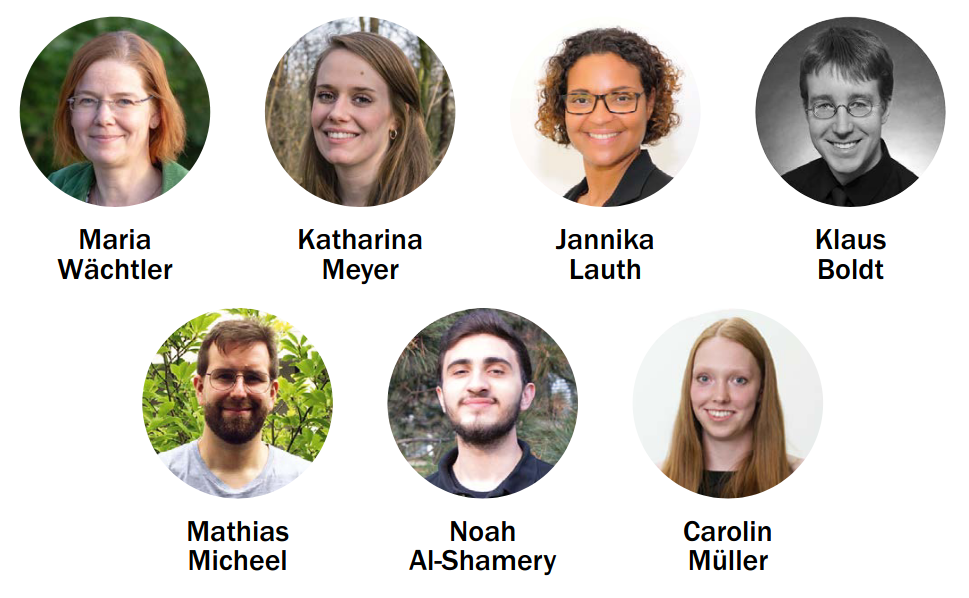 Maria
Wächtler
Katharina
Meyer
Jannika
Lauth
Klaus
Boldt
Mathias
Micheel
Noah
Al-Shamery
Carolin
Müller